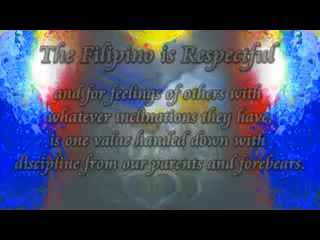 The Filipino is Respectful
and for feelings of others with
whatever inclinations they have,
is one value handed down with
discipline from our parents and forebears.